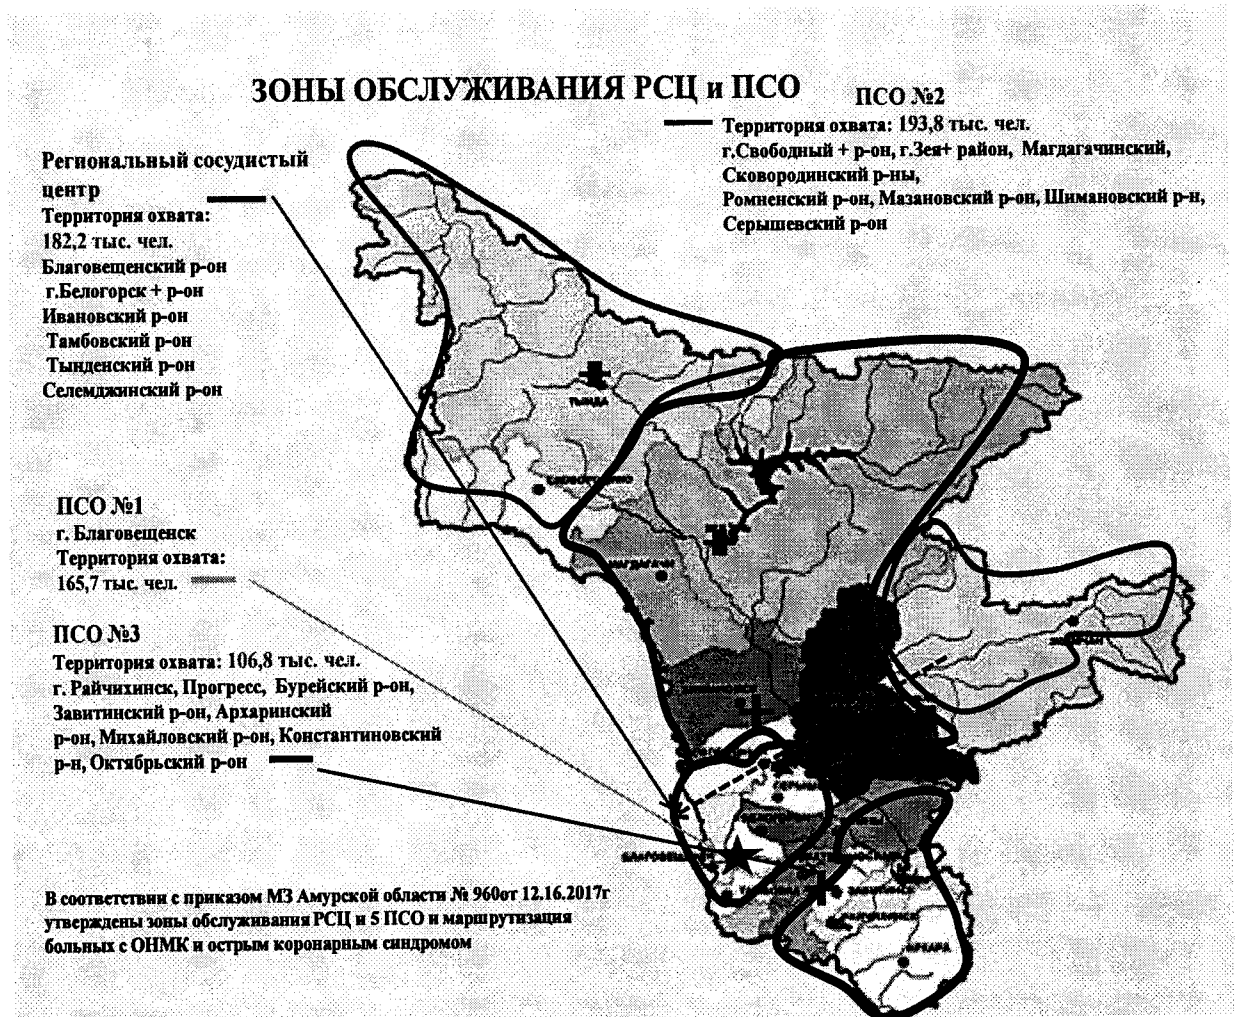 ЗОНЫ ОБСЛУЖИВАНИЯ РСЦ и ПСО
ПСО №2
Территория охвата: 193,8 тыс. чел.
г.Свободный + р-он, г.Зея+ район, Магдагачинский,
Сковородинский р-ны,
Ромненский р-он, Мазановский р-он, Шимановский р-н,
Серышевский р-он
Региональный сосудистый
центр
Территория охвата:
182,2 тыс. чел.
Благовещенский р-он
г.Белогорск + р-он
Ивановский р-он
Тамбовский р-он
Тынденский р-он
Селемджинский р-он
ПСО №1
г. Благовещенск
Территория охвата:
165,7 тыс. чел.
ПСО №3
Территория охвата: 106,8 тыс. чел.
г. Райчихинск, Прогресс, Бурейский р-он,
Завитинский р-он, Архаринский
р-он, Михайловский р-он, Константиновский
р-н, Октябрьский р-он
В соответствии с приказом МЗ Амурской области № 960от 12.16.2017г
утверждены зоны обслуживания РСЦ и 5 ПСО и маршрутизация
больных с ОНМК и острым коронарным синдромом
ТЫНДА
МАГДАГАЧИ
АРХАРА